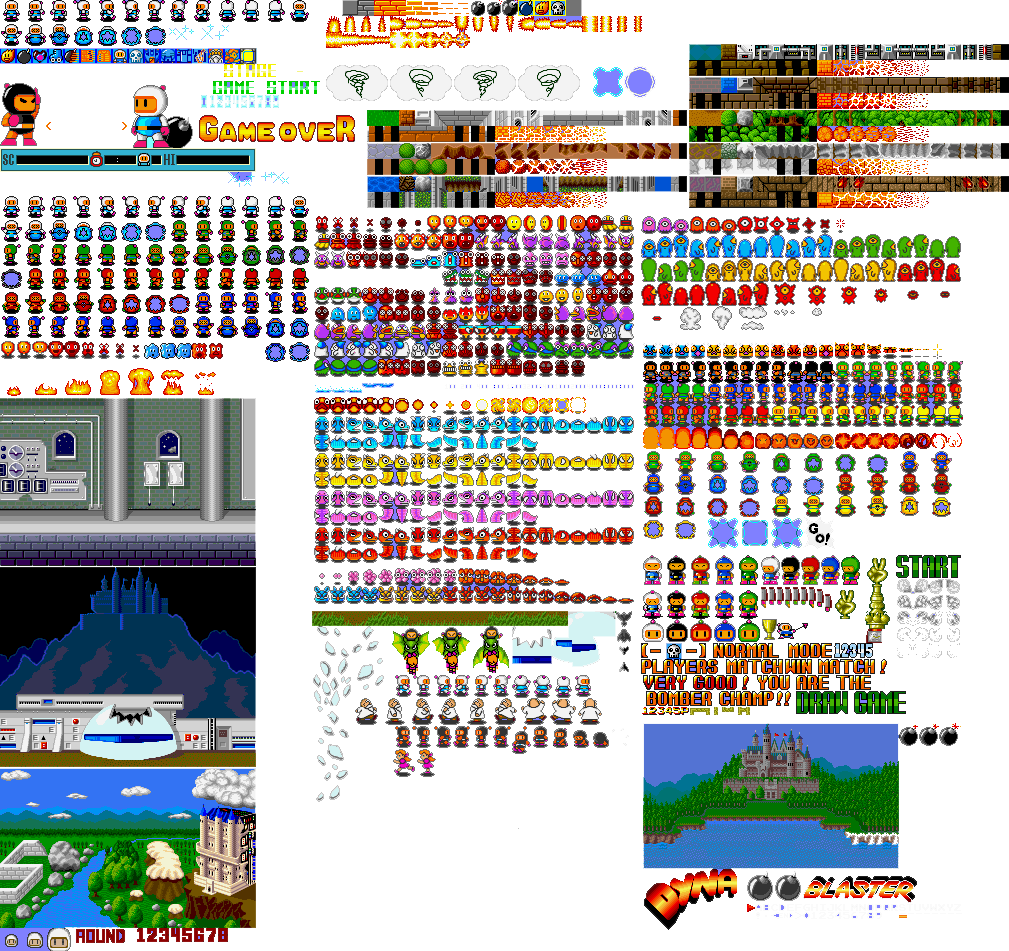 STAGE
GAME START
GAME OVER
SC
:
HI
GO!
START
[- -] NORMAL MODE 12345
PLAYERS MATCH WIN MATCH !
VERY GOOD ! YOU ARE THE
BOMBER CHAMP !! DRAW GAME
DYNA BLASTER
ROUND 12345678